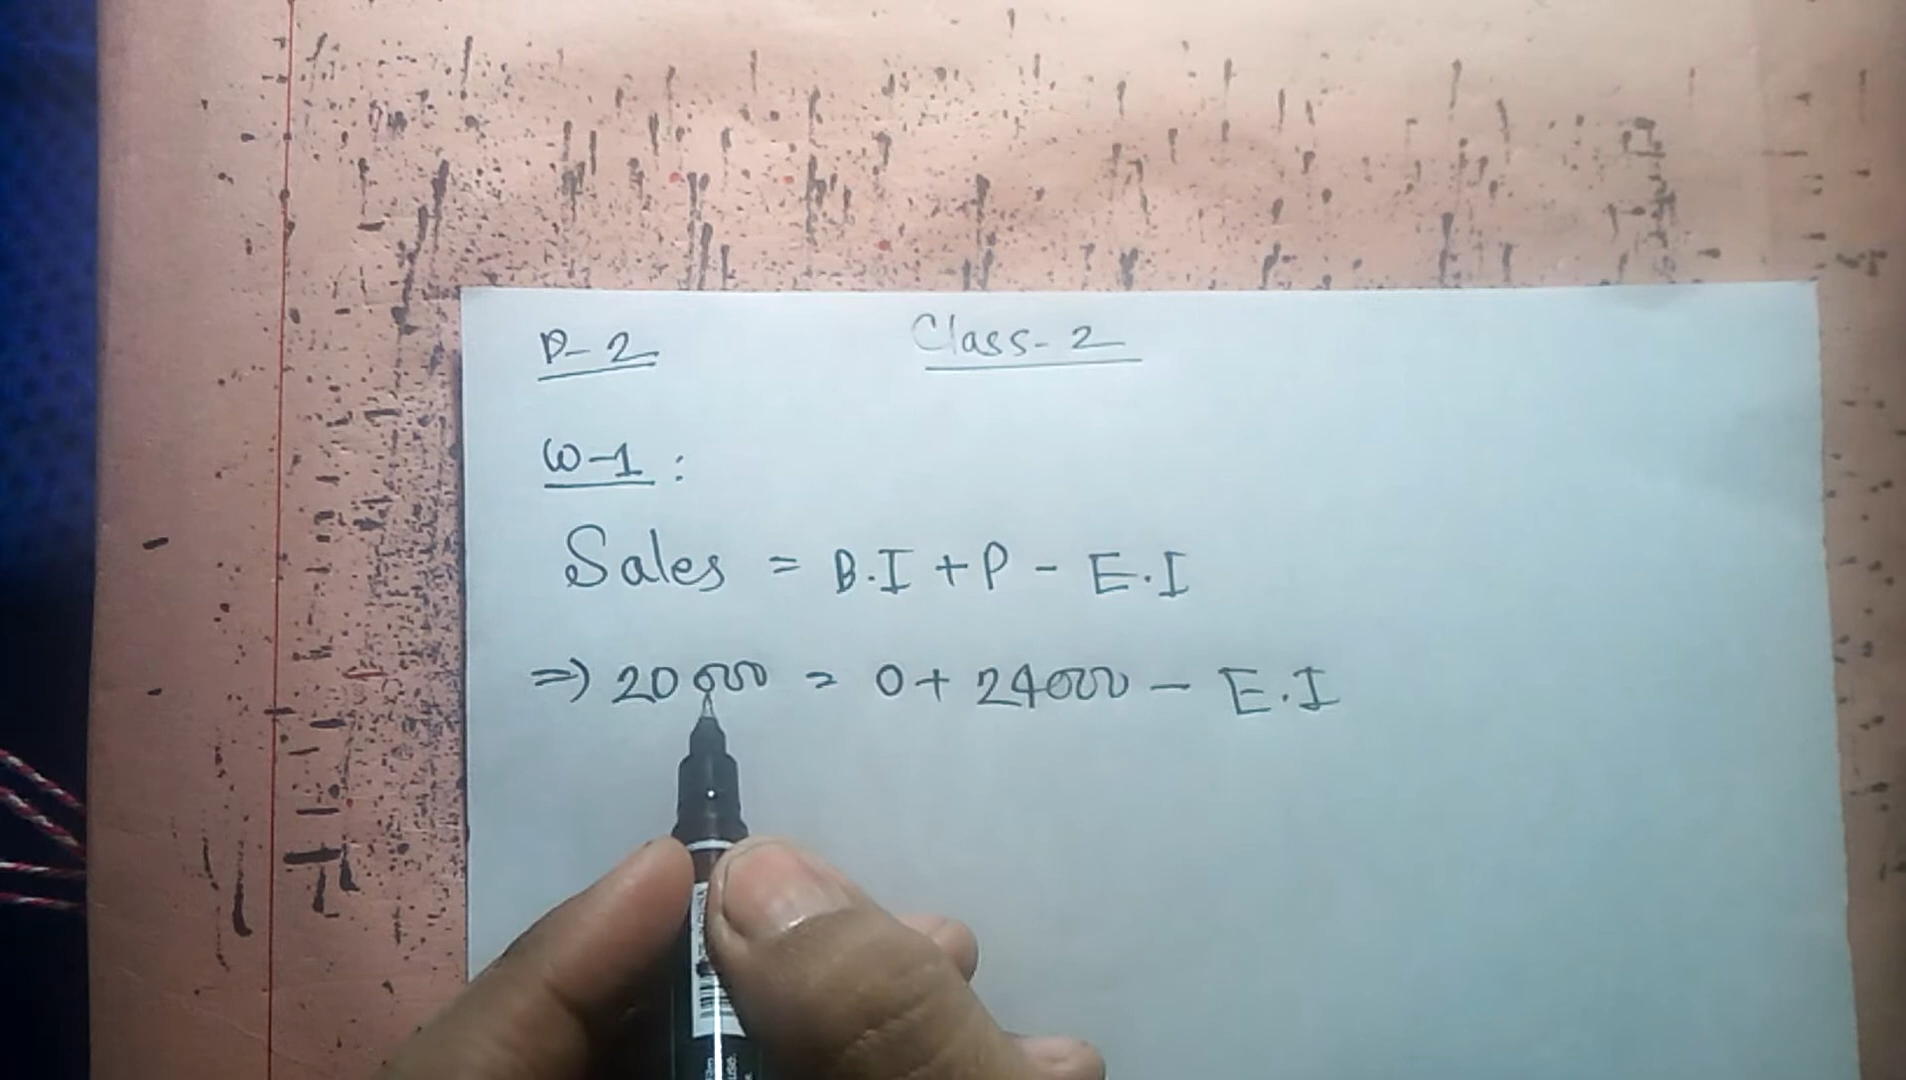 P-2
Class-2
W-1:
Sales = B.I + P - E.I
⇒ 20000 = 0 + 24000 - E.I